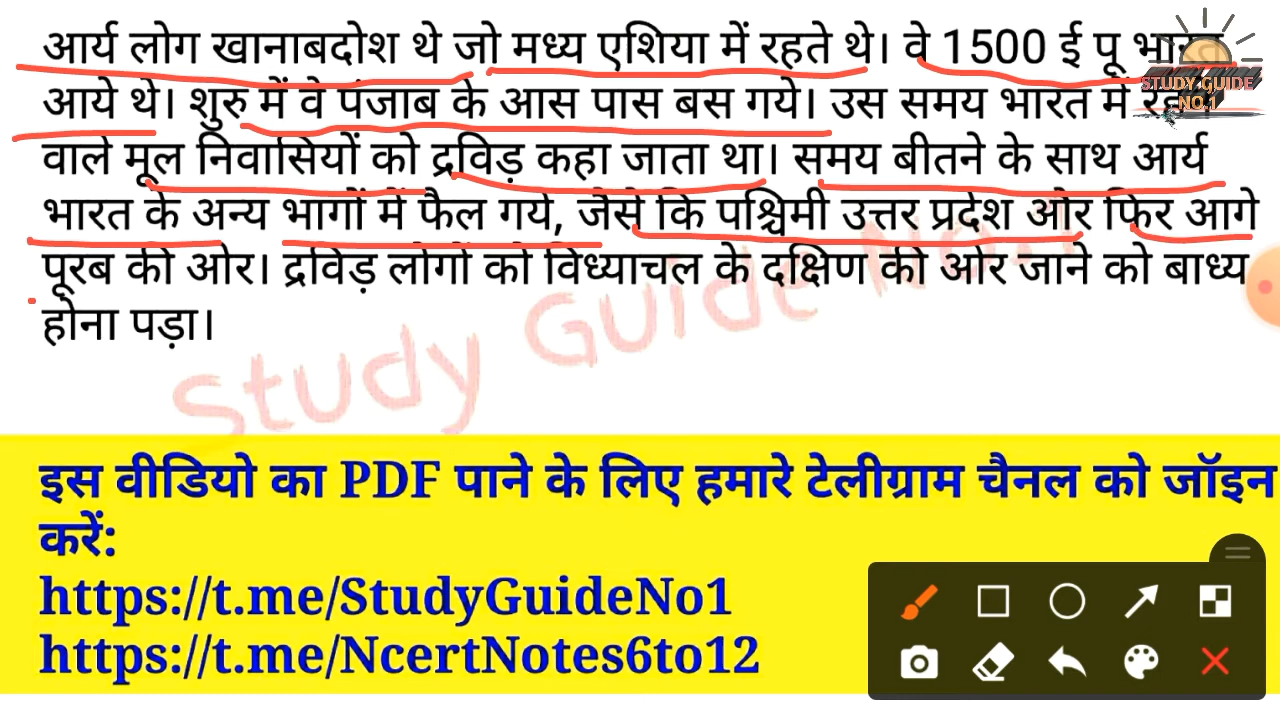 आर्य लोग खानाबदोश थे जो मध्य एशिया में रहते थे। वे 1500 ई पू
आये थे। शुरु में वे पंजाब के आस पास बस गये। उस समय भारत में
वाले मूल निवासियों को द्रविड़ कहा जाता था। समय बीतने के साथ आर्य
भारत के अन्य भागों में फैल गये, जैसे कि पश्चिमी उत्तर प्रदेश और फिर आगे
पूरब की ओर। द्रविड़ लोगों को विध्याचल के दक्षिण की ओर जाने को बाध्य
होना पड़ा।
STUDY GUIDE
NO.1
Study Guide No.1
इस वीडियो का PDF पाने के लिए हमारे टेलीग्राम चैनल को जॉइन
करें:
https://t.me/StudyGuideNo1
https://t.me/NcertNotes6to12